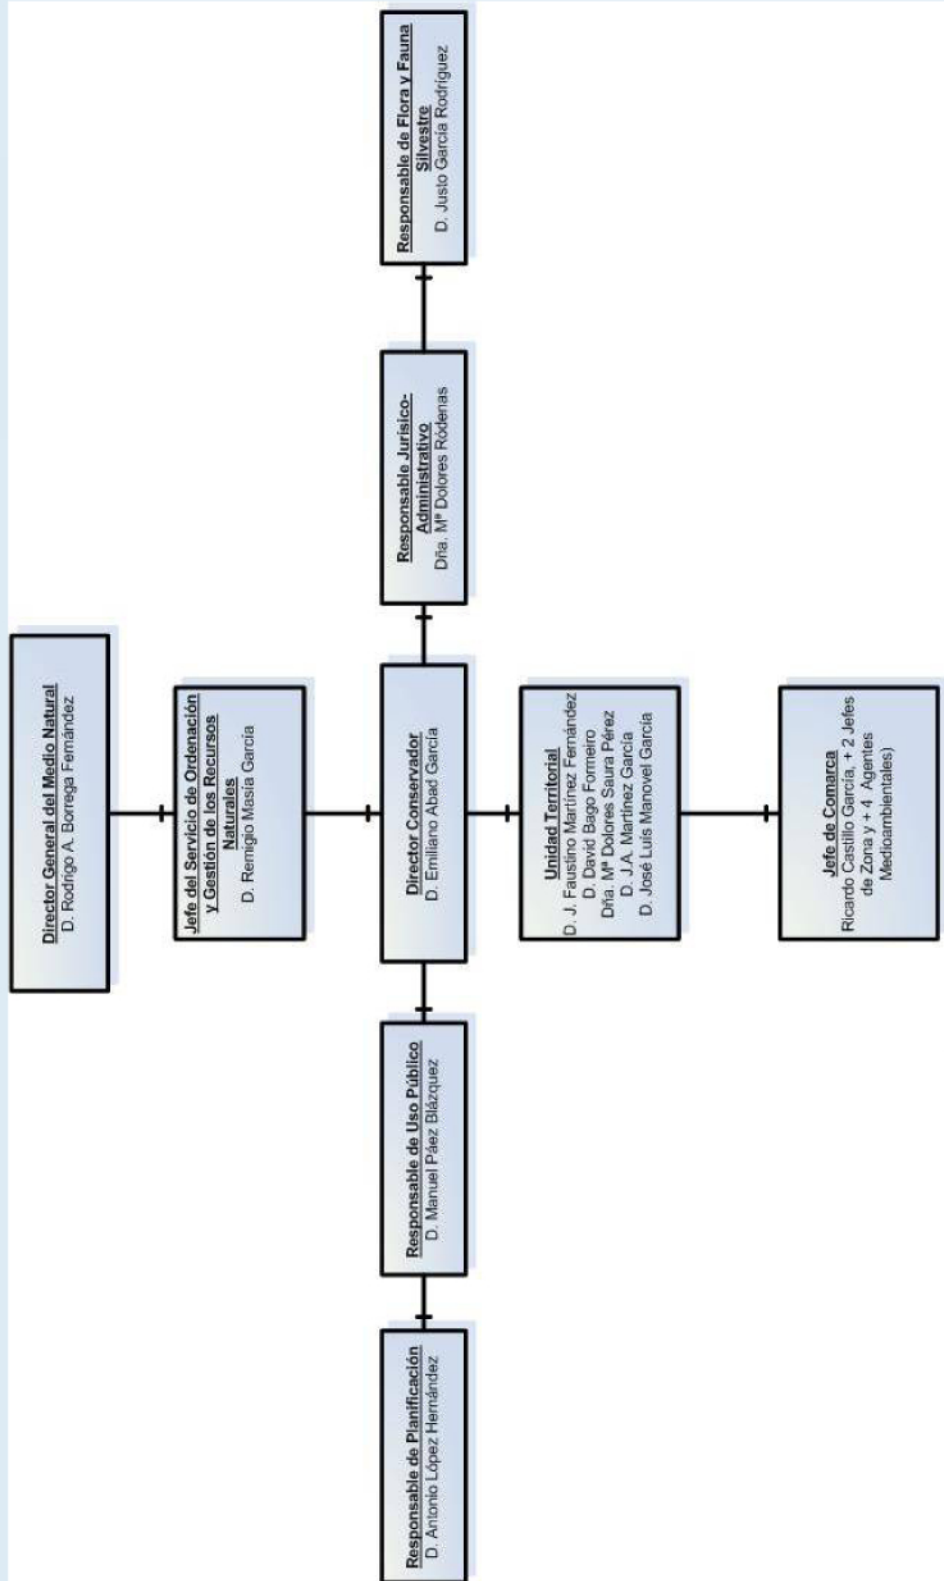 Director General del Medio Natural
D. Rodrigo A. Borrega Fernández
Jefe del Servicio de Ordenación
y Gestión de los Recursos
Naturales
D. Remigio Masía García
Responsable de Planificación
D. Antonio López Hernández
Responsable de Uso Público
D. Manuel Páez Blázquez
Director Conservador
D. Emiliano Abad García
Responsable Jurísico-
Administrativo
Dña. Mª Dolores Ródenas
Responsable de Flora y Fauna
Silvestre
D. Justo García Rodríguez
Unidad Territorial
D. J. Faustino Martínez Fernández
D. David Bago Formeiro
Dña. Mª Dolores Saura Pérez
D. J.A. Martínez García
D. José Luís Manovel García
Jefe de Comarca
Ricardo Castillo García, + 2 Jefes
de Zona y + 4 Agentes
Medioambientales)